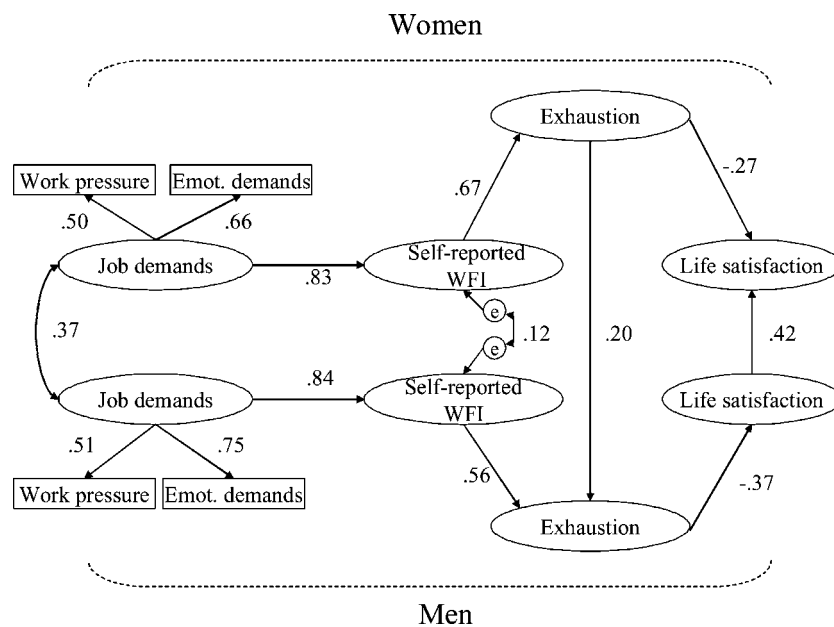 Women
Exhaustion
-.27
.67
Work pressure
Emot. demands
.50
.66
Job demands
.83
Self-reported
WFI
Life satisfaction
e
.37
.12
.20
.42
e
Job demands
.84
Self-reported
WFI
Life satisfaction
.51
.75
.56
-.37
Work pressure
Emot. demands
Exhaustion
Men